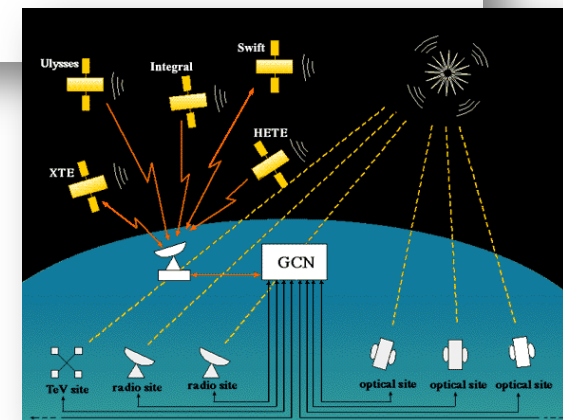 Swift
Ulysses
Integral
HETE
XTE
GCN
TeV site
radio site
radio site
optical site
optical site
optical site